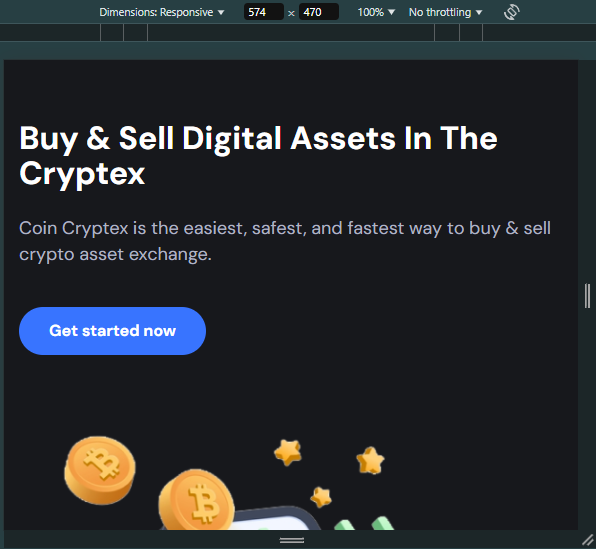 Dimensions: Responsive ▼ 574 x 470 100% ▼ No throttling ▼
Buy & Sell Digital Assets In The
Cryptex
Coin Cryptex is the easiest, safest, and fastest way to buy & sell
crypto asset exchange.
Get started now